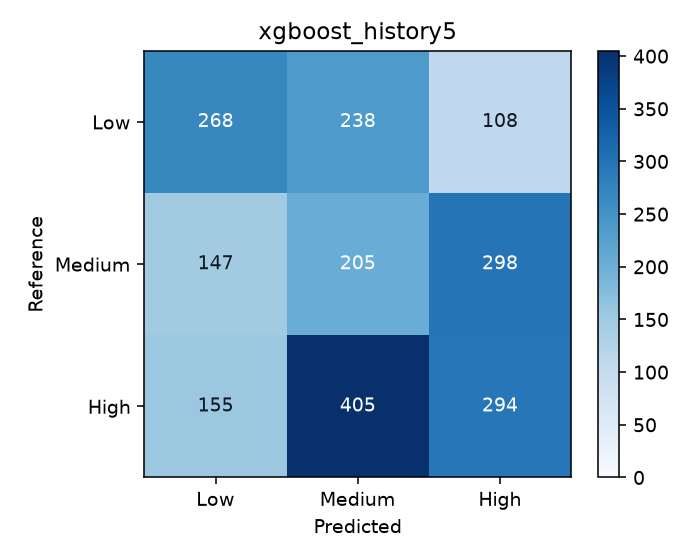 xgboost_history5
Reference
Low 268 238 108
Medium 147 205 298
High 155 405 294
Low Medium High
Predicted
400
350
300
250
200
150
100
50
0